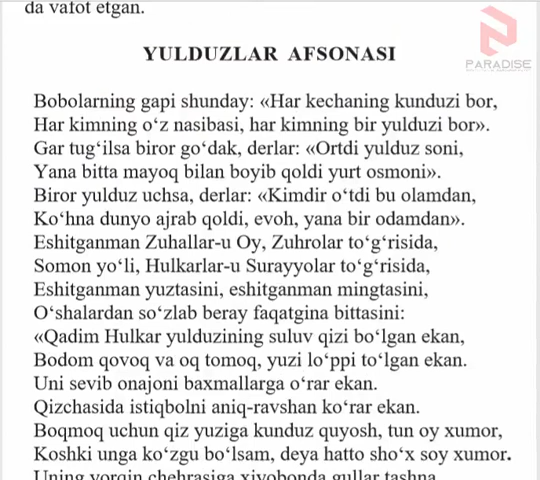 da vafot etgan.
PARADISE
YULDUZLAR AFSONASI
Bobolarning gapi shunday: «Har kechaning kunduzi bor,
Har kimning o‘z nasibasi, har kimning bir yulduzi bor».
Gar tug‘ilsa biror go‘dak, derlar: «Ortdi yulduz soni,
Yana bitta mayoq bilan boyib qoldi yurt osmoni».
Biror yulduz uchsa, derlar: «Kimdir o‘tdi bu olamdan,
Ko‘hna dunyo ajrab qoldi, evoh, yana bir odamdan».
Eshitganman Zuhallar-u Oy, Zuhrolar to‘g‘risida,
Somon yo‘li, Hulkarlar-u Surayyolar to‘g‘risida,
Eshitganman yuztasini, eshitganman mingtasini,
O‘shalardan so‘zlab beray faqatgina bittasini:
«Qadim Hulkar yulduzining suluv qizi bo‘lgan ekan,
Bodom qovoq va oq tomoq, yuzi lo‘ppi to‘lgan ekan.
Uni sevib onajoni baxmallarga o‘rar ekan.
Qizchasida istiqbolni aniq-ravshan ko‘rar ekan.
Boqmoq uchun qiz yuziga kunduz quyosh, tun oy xumor,
Koshki unga ko‘zgu bo‘lsam, deya hatto sho‘x soy xumor.
Uning yorqin chehrasiga xiyobonda gullar tashna